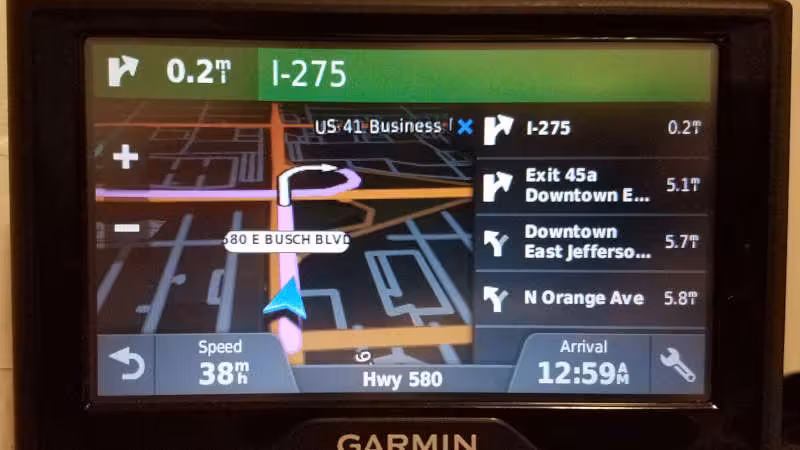 0.2mi I-275
US 41 Business
I-275 0.2mi
Exit 45a
Downtown E... 5.1mi
Downtown
East Jefferso... 5.7mi
N Orange Ave 5.8mi
580 E BUSCH BLVD
Speed
38mh
Hwy 580
Arrival
12:59AM
GARMIN